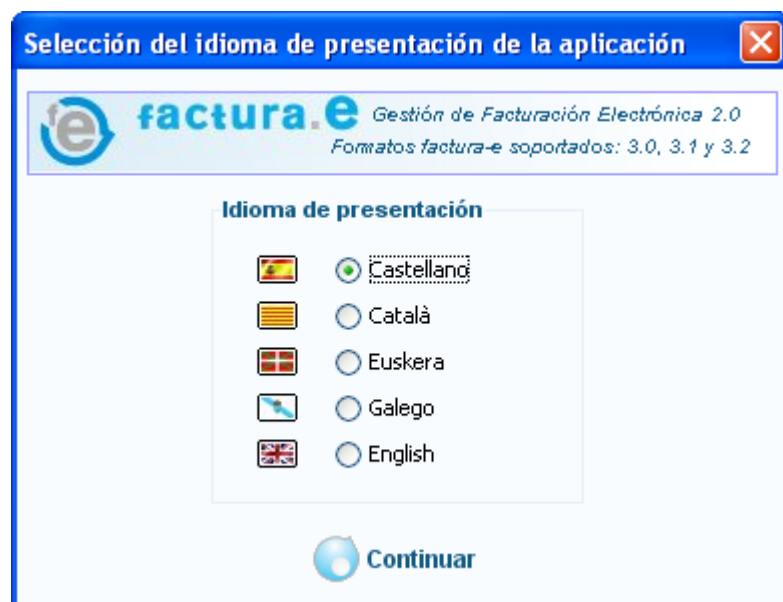 Selección del idioma de presentación de la aplicación
factura.e
Gestión de Facturación Electrónica 2.0
Formatos factura-e soportados: 3.0, 3.1 y 3.2
Idioma de presentación
Castellano
Català
Euskera
Galego
English
Continuar